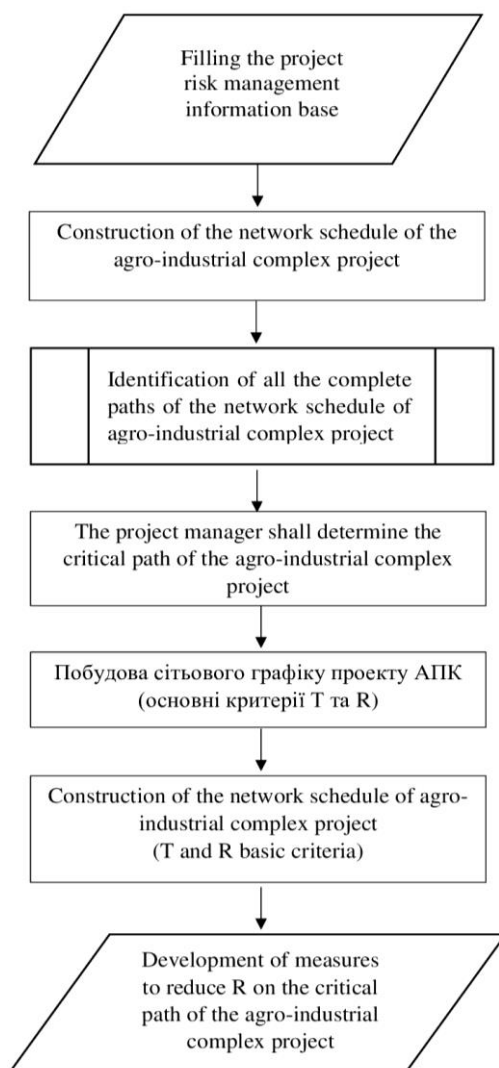 Filling the project
risk management
information base
Construction of the network schedule of the
agro-industrial complex project
Identification of all the complete
paths of the network schedule of
agro-industrial complex project
The project manager shall determine the
critical path of the agro-industrial complex
project
Побудова сітьового графіку проекту АПК
(основні критерії Т та R)
Construction of the network schedule of agro-
industrial complex project
(T and R basic criteria)
Development of measures
to reduce R on the critical
path of the agro-industrial
complex project